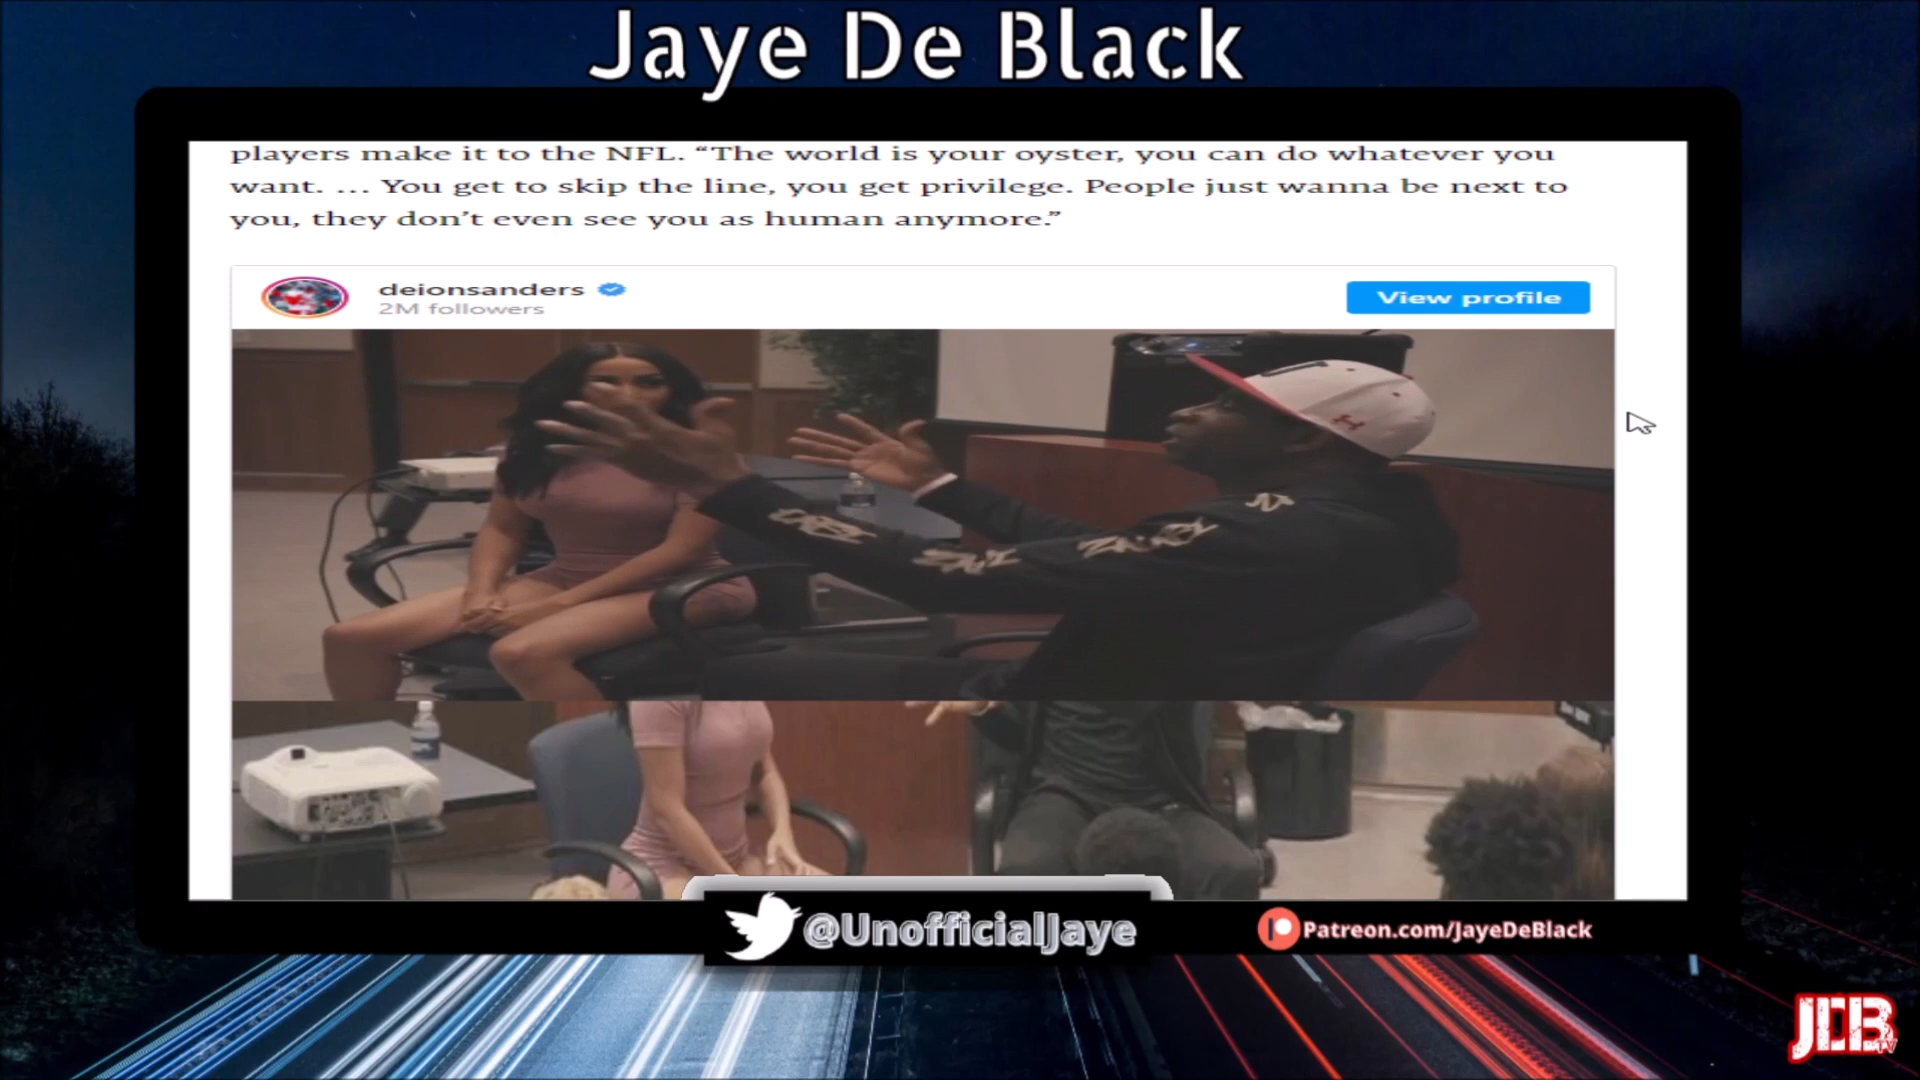 Jaye De Black
players make it to the NFL. “The world is your oyster, you can do whatever you
want. … You get to skip the line, you get privilege. People just wanna be next to
you, they don’t even see you as human anymore.”
deionsanders
2M followers
View profile
@UnofficialJaye
Patreon.com/JayeDeBlack
JDB
TV